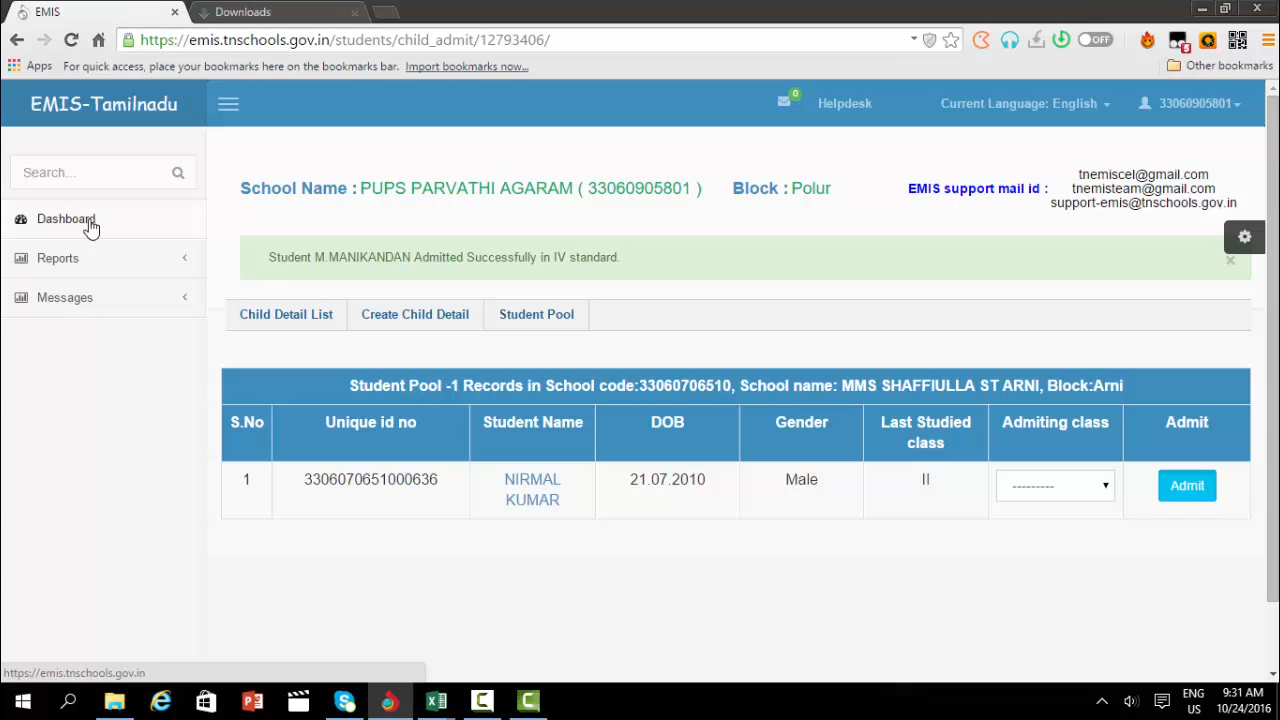 EMIS
Downloads
https://emis.tnschools.gov.in/students/child_admit/12793406/
OFF
5
Apps For quick access, place your bookmarks here on the bookmarks bar. Import bookmarks now... Other bookmarks
EMIS-Tamilnadu
0
Helpdesk
Current Language: English
33060905801
Search...
Dashboard
Reports
Messages
School Name : PUPS PARVATHI AGARAM ( 33060905801 ) Block : Polur
EMIS support mail id :
tnemiscel@gmail.com
tnemisteam@gmail.com
support-emis@tnschools.gov.in
Student M.MANIKANDAN Admitted Successfully in IV standard.
×
Child Detail List
Create Child Detail
Student Pool
Student Pool -1 Records in School code:33060706510, School name: MMS SHAFFIULLA ST ARNI, Block:Arni
S.No
Unique id no
Student Name
DOB
Gender
Last Studied
class
Admiting class
Admit
1
3306070651000636
NIRMAL
KUMAR
21.07.2010
Male
II
---------
Admit
https://emis.tnschools.gov.in
ENG
US
9:31 AM
10/24/2016